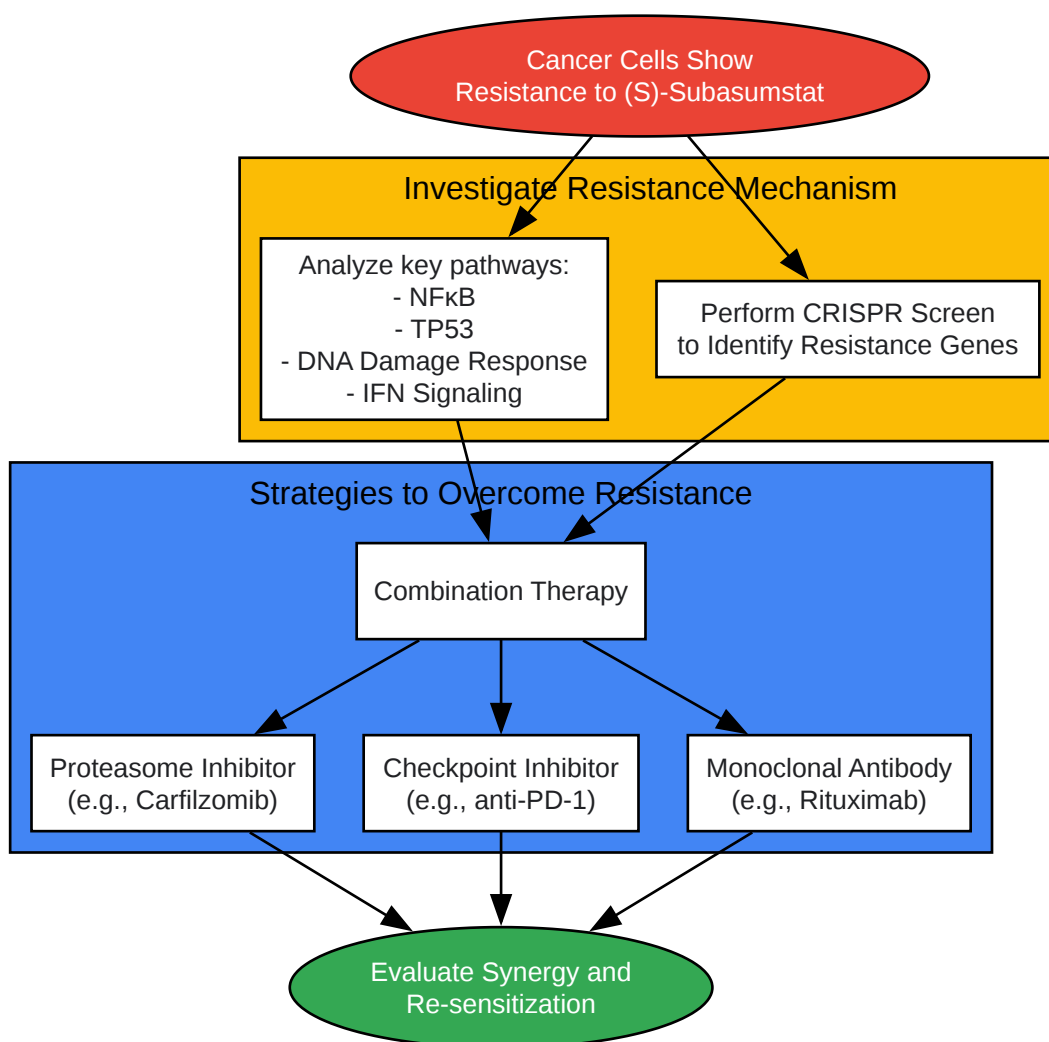 Cancer Cells Show
Resistance to (S)-Subasumstat
Investigate Resistance Mechanism
Analyze key pathways:
- NFκB
- TP53
- DNA Damage Response
- IFN Signaling
Perform CRISPR Screen
to Identify Resistance Genes
Strategies to Overcome Resistance
Combination Therapy
Proteasome Inhibitor
(e.g., Carfilzomib)
Checkpoint Inhibitor
(e.g., anti-PD-1)
Monoclonal Antibody
(e.g., Rituximab)
Evaluate Synergy and
Re-sensitization